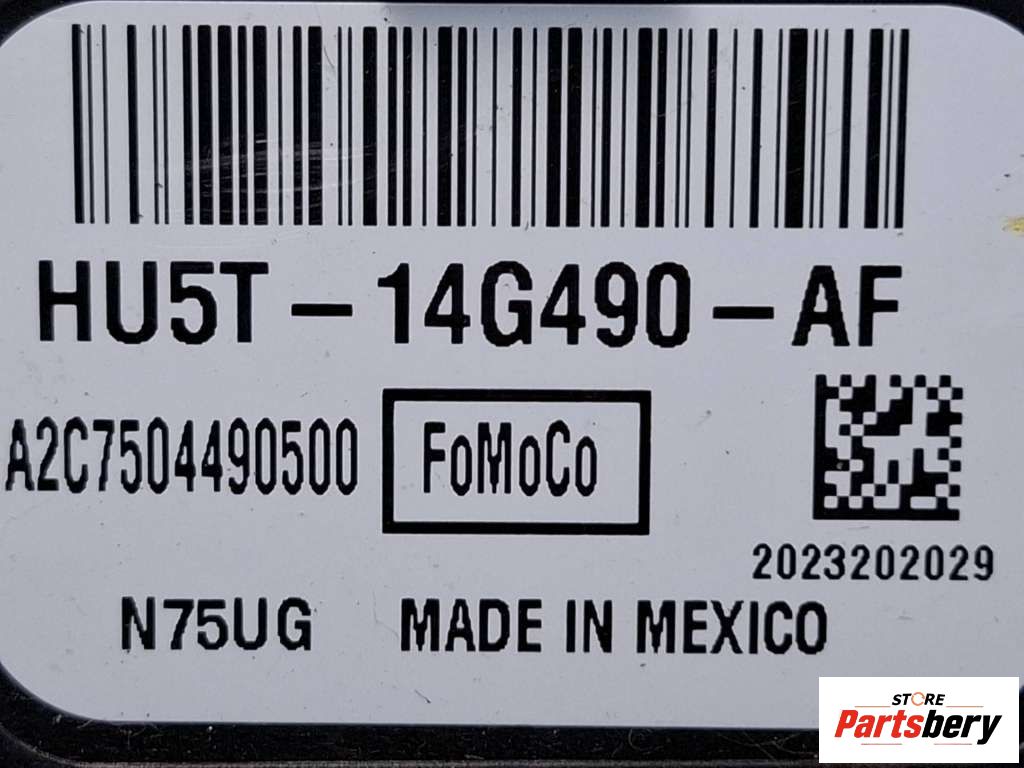 HU5T-14G490-AF
A2C7504490500
FoMoCo
2023202029
N75UG MADE IN MEXICO
STORE
Partsbery